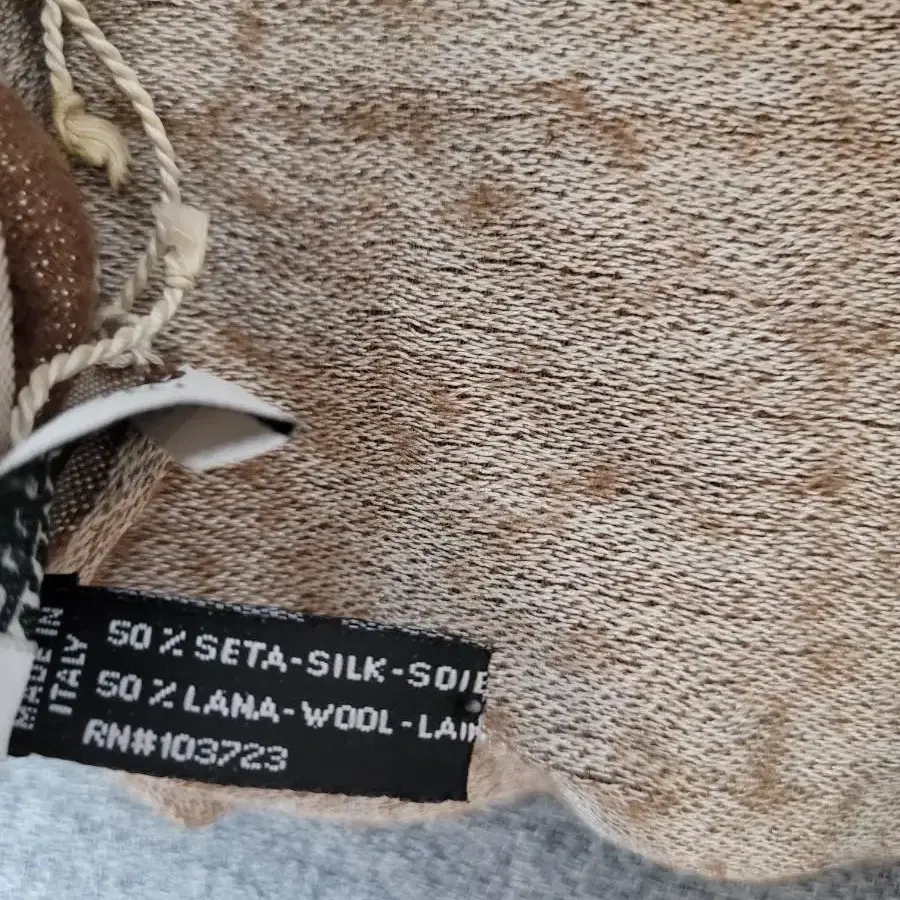 MADE IN
ITALY
50 % SETA-SILK-SOIE
50 % LANA-WOOL-LAIN
RN#103723